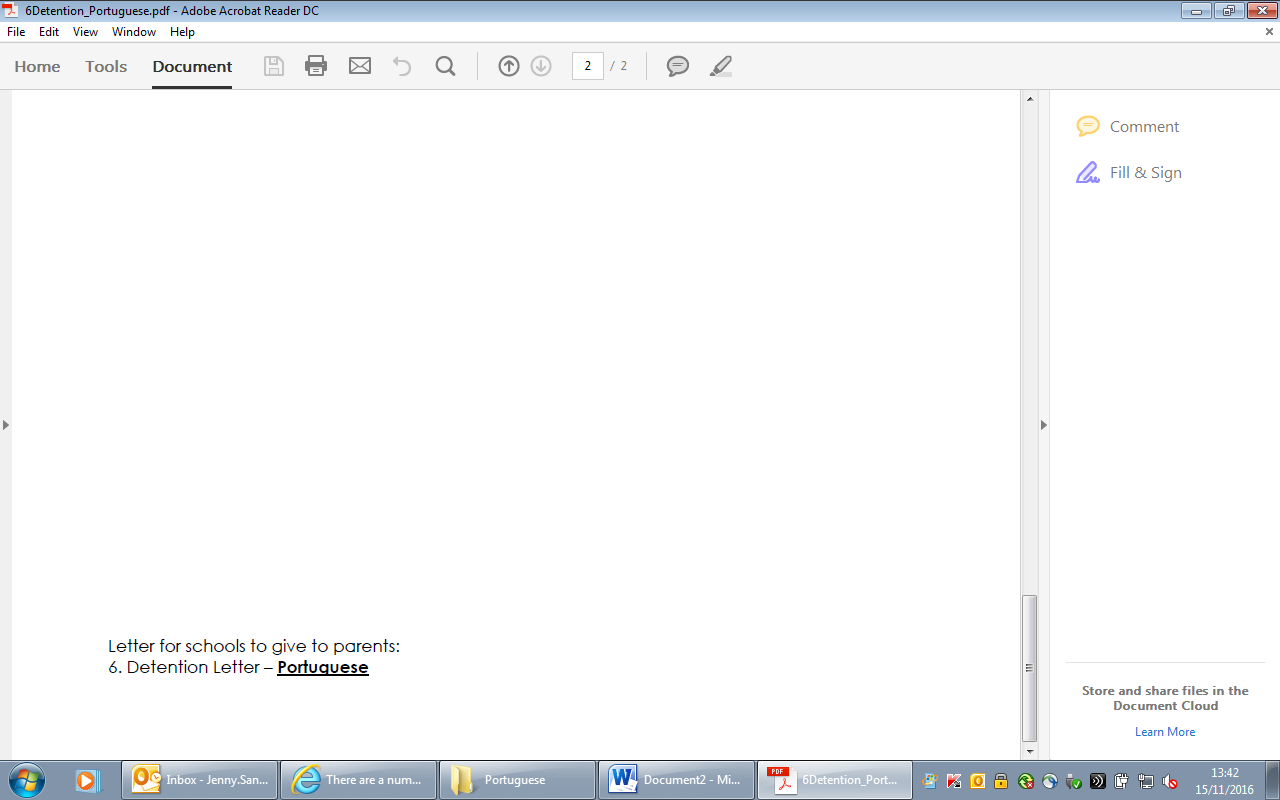 6Detention_Portuguese.pdf - Adobe Acrobat Reader DC
File Edit View Window Help
Home Tools Document 2 / 2
Comment
Fill & Sign
Letter for schools to give to parents:
6. Detention Letter – Portuguese
Store and share files in the
Document Cloud
Learn More
Inbox - Jenny.San... There are a num... Portuguese Document2 - Mi... PDF 6Detention_Port... 13:42
15/11/2016